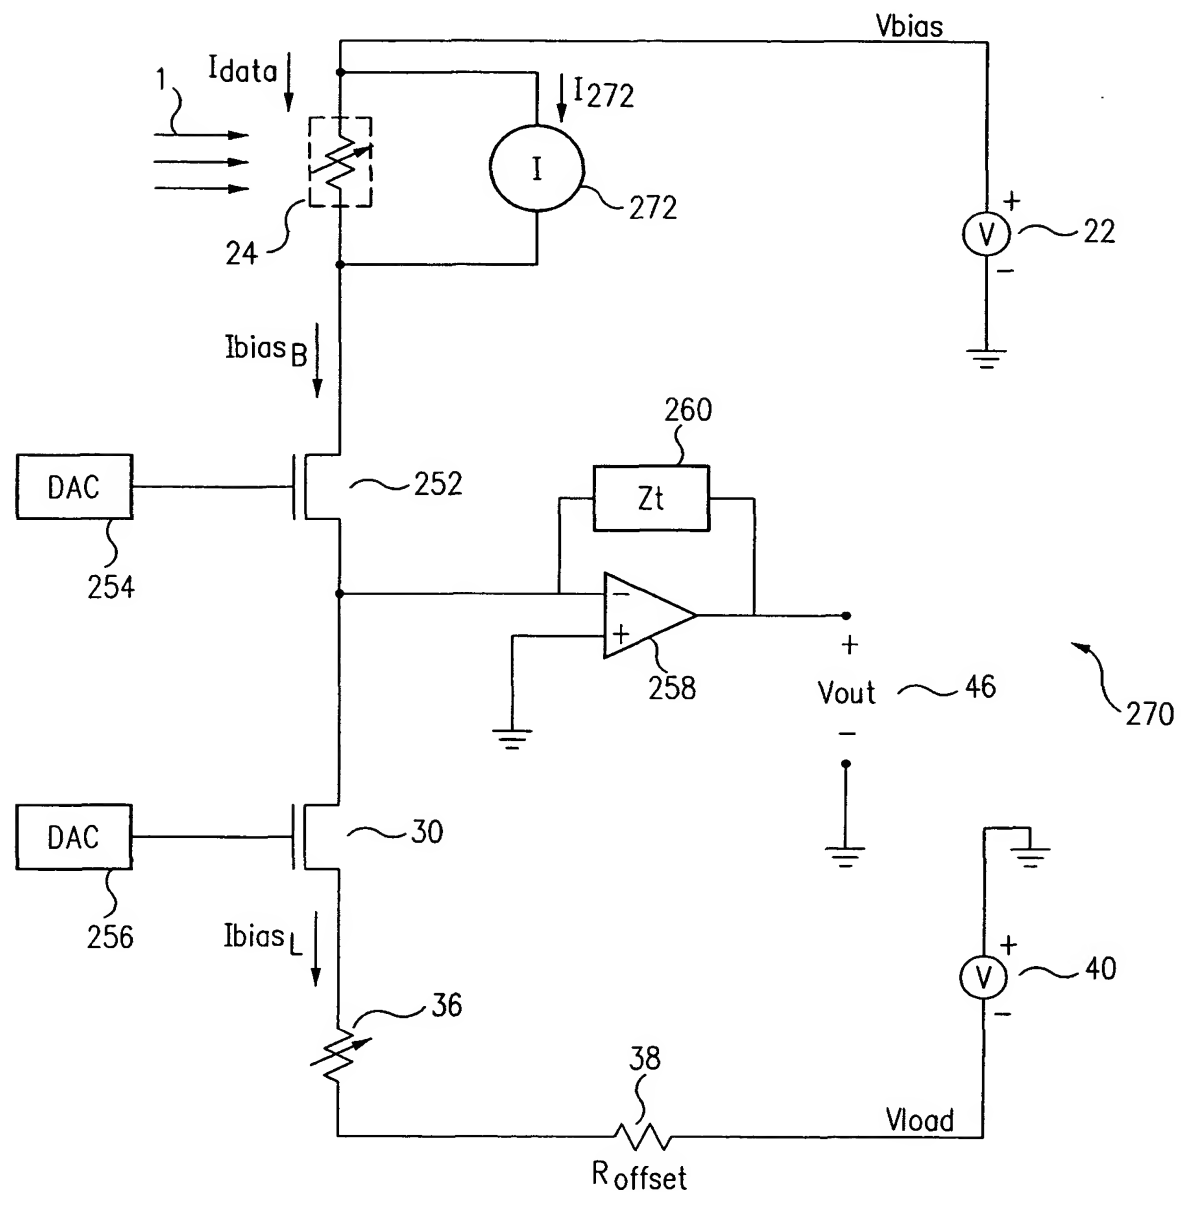 Vbias
Idata
1
I272
I
272
24
+
V
22
−
IbiasB
260
DAC
252
Zt
254
−
+
258
+
Vout
46
−
270
DAC
30
256
IbiasL
+
V
40
−
36
38
Vload
Roffset